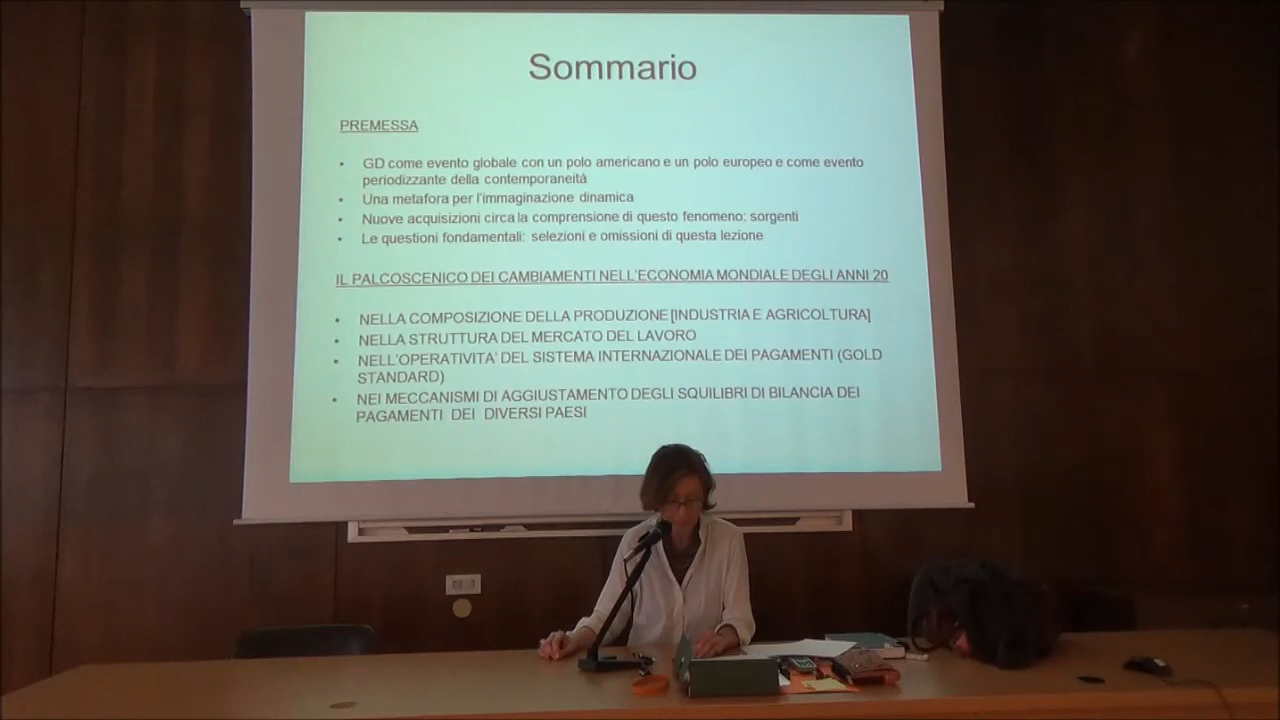 Sommario
PREMESSA
• GD come evento globale con un polo americano e un polo europeo e come evento
periodizzante della contemporaneità
• Una metafora per l'immaginazione dinamica
• Nuove acquisizioni circa la comprensione di questo fenomeno: sorgenti
• Le questioni fondamentali: selezioni e omissioni di questa lezione
IL PALCOSCENICO DEI CAMBIAMENTI NELL'ECONOMIA MONDIALE DEGLI ANNI 20
• NELLA COMPOSIZIONE DELLA PRODUZIONE [INDUSTRIA E AGRICOLTURA]
• NELLA STRUTTURA DEL MERCATO DEL LAVORO
• NELL'OPERATIVITA' DEL SISTEMA INTERNAZIONALE DEI PAGAMENTI (GOLD
STANDARD)
• NEI MECCANISMI DI AGGIUSTAMENTO DEGLI SQUILIBRI DI BILANCIA DEI
PAGAMENTI DEI DIVERSI PAESI